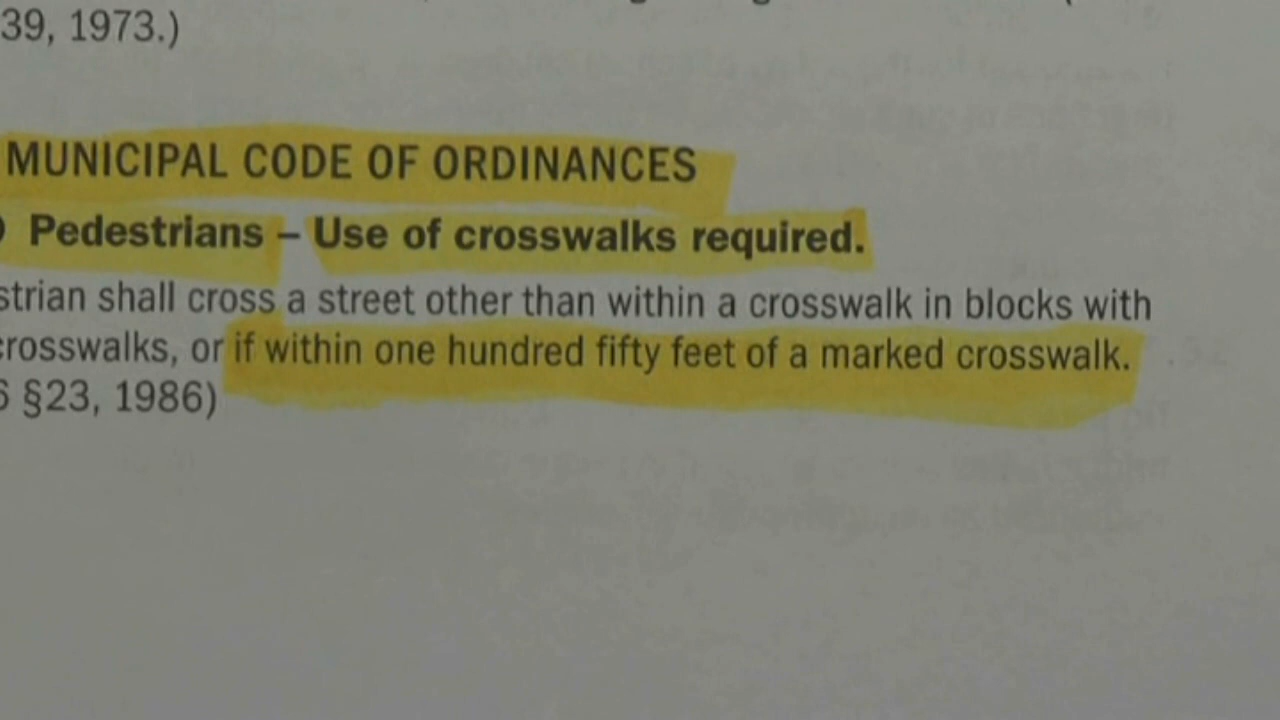 39, 1973.)
MUNICIPAL CODE OF ORDINANCES
) Pedestrians – Use of crosswalks required.
strian shall cross a street other than within a crosswalk in blocks with
crosswalks, or if within one hundred fifty feet of a marked crosswalk.
6 §23, 1986)